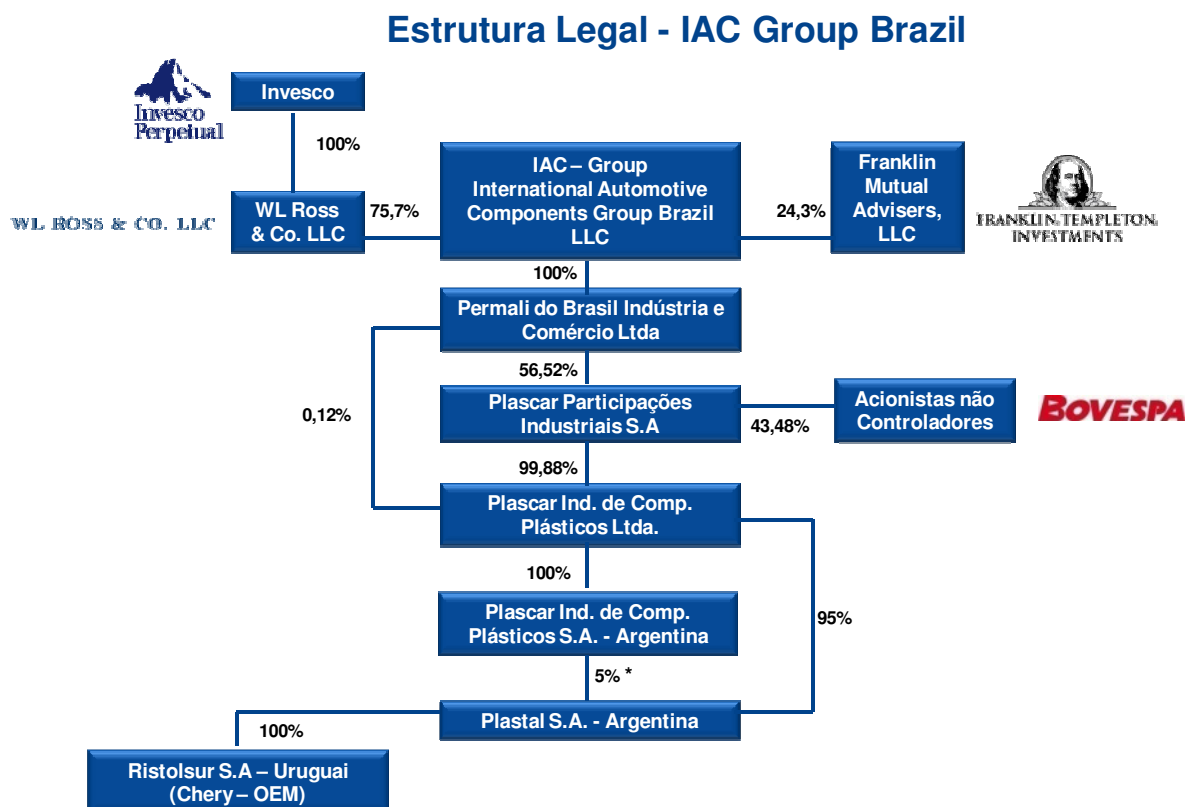 Estrutura Legal - IAC Group Brazil
Invesco
Perpetual
Invesco
100%
WL ROSS & CO. LLC
WL Ross
& Co. LLC
75,7%
IAC – Group
International Automotive
Components Group Brazil
LLC
24,3%
Franklin
Mutual
Advisers,
LLC
FRANKLIN TEMPLETON
INVESTMENTS
100%
Permali do Brasil Indústria e
Comércio Ltda
56,52%
0,12%
Plascar Participações
Industriais S.A
43,48%
Acionistas não
Controladores
BOVESPA
99,88%
Plascar Ind. de Comp.
Plásticos Ltda.
100%
95%
Plascar Ind. de Comp.
Plásticos S.A. - Argentina
5% *
Plastal S.A. - Argentina
100%
Ristolsur S.A – Uruguai
(Chery – OEM)